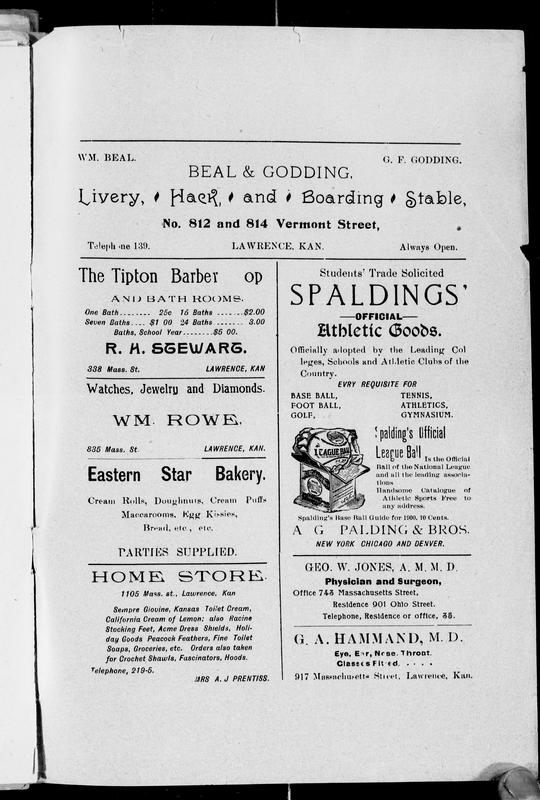 WM. BEAL.
G. F. GODDING.
BEAL & GODDING,
Livery, Hack, and Boarding Stable,
No. 812 and 814 Vermont Street,
Teleph ne 139.
LAWRENCE, KAN.
Always Open.
The Tipton Barber op
AND BATH ROOMS.
One Bath........ 25c 15 Baths .......$2.00
Seven Baths.... $1 00 24 Baths ....... 3.00
Baths, School Year........$5 00.
R. H. STEWART.
338 Mass. St. LAWRENCE, KAN
Watches, Jewelry and Diamonds.
WM. ROWE,
835 Mass. St. LAWRENCE, KAN.
Eastern Star Bakery.
Cream Rolls, Doughnuts, Cream Puffs
Maccarooms, Egg Kissies,
Bread, etc., etc.
PARTIES SUPPLIED.
HOME STORE.
1105 Mass. st., Lawrence, Kan
Sempre Giovine, Kansas Toilet Cream,
California Cream of Lemon; also Racine
Stocking Feet, Acme Dress Shields, Holi-
day Goods Peacock Feathers, Fine Toilet
Soaps, Groceries, etc. Orders also taken
for Crochet Shawls, Fascinators, Hoods.
Telephone, 219-5.
MRS A. J PRENTISS.
Students' Trade Solicited
SPALDINGS'
—OFFICIAL—
Athletic Goods.
Officially adopted by the Leading Col
leges, Schools and Athletic Clubs of the
Country.
EVRY REQUISITE FOR
BASE BALL, TENNIS,
FOOT BALL, ATHLETICS,
GOLF, GYMNASIUM.
LEAGUE BALL
Spalding's Official
League Ball Is the Official
Ball of the National League
and all the leading associa-
tions
Handsome Catalogue of
Athletic Sports Free to
any address.
Spalding's Base Ball Guide for 1900, 10 Cents.
A G PALDING & BROS.
NEW YORK CHICAGO AND DENVER.
GEO. W. JONES, A. M. M. D.
Physician and Surgeon,
Office 743 Massachusetts Street,
Residence 901 Ohio Street.
Telephone, Residence or office, 35.
G. A. HAMMAND, M. D.
Eye, Ear, Nose. Throat.
Glasses Fitted. . . . .
917 Massachusetts Street, Lawrence, Kan.